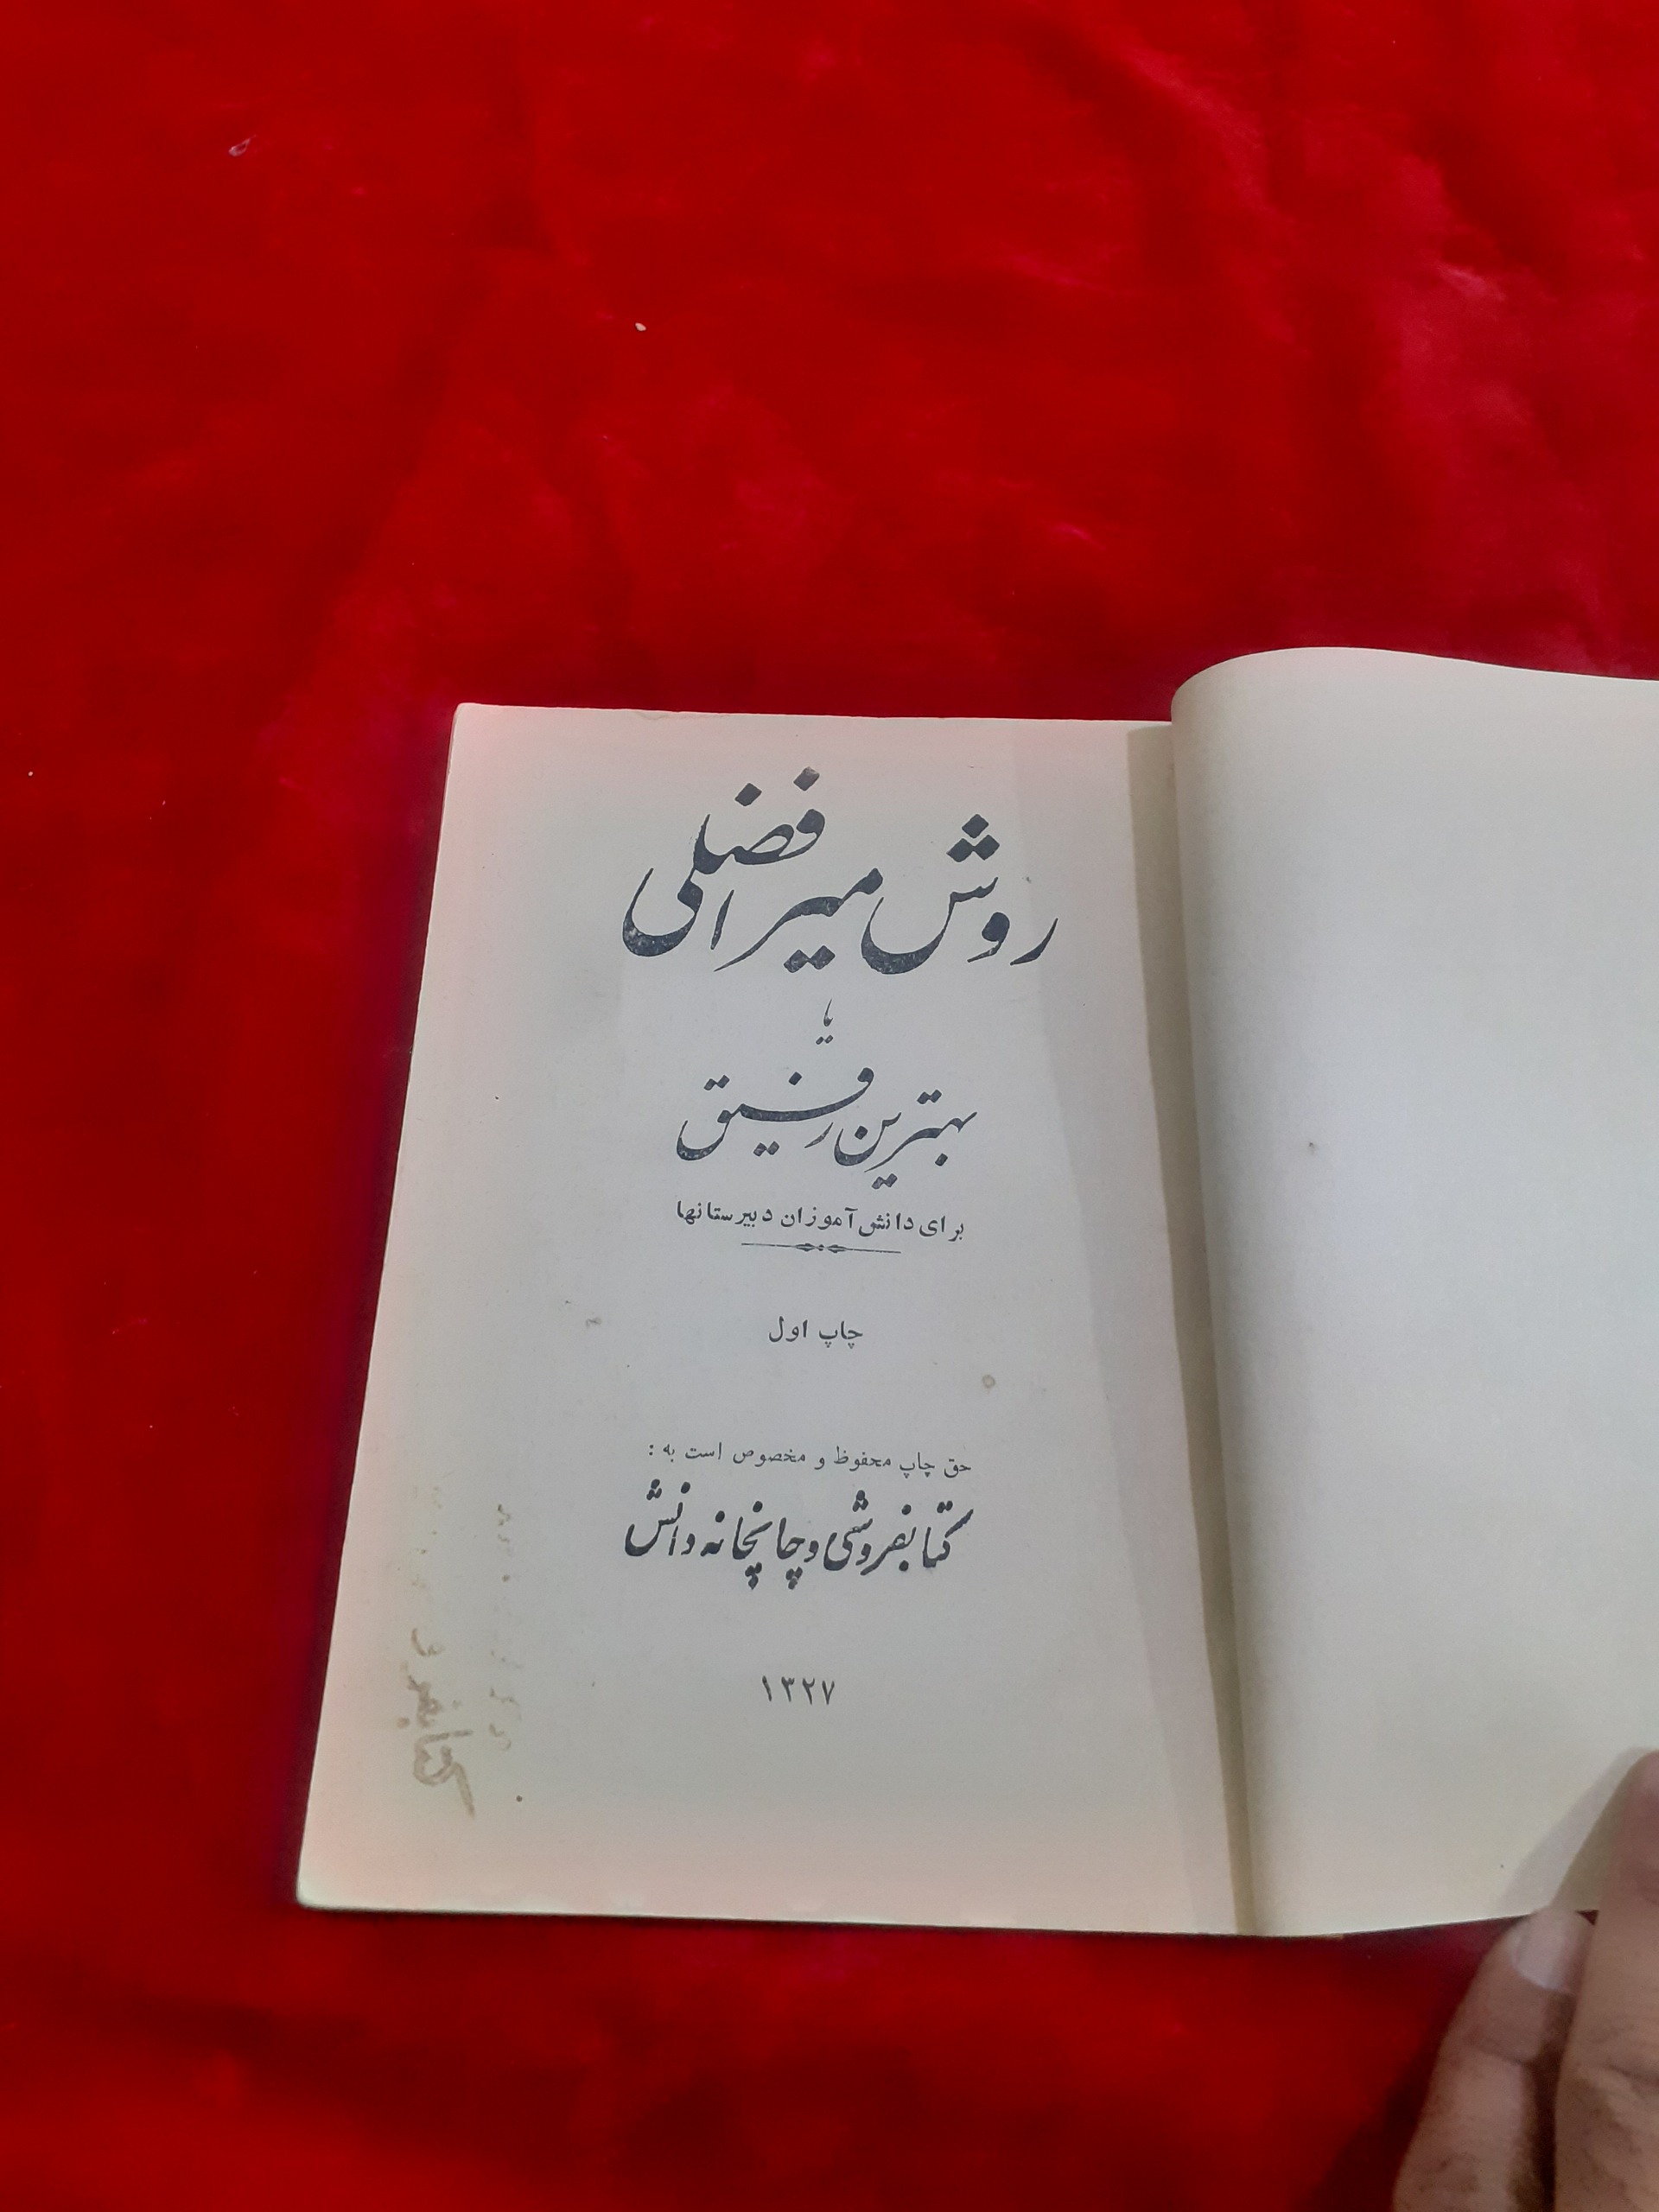 روش میرافضلی
یا
بهترین رفیق
برای دانش‌آموزان دبیرستانها
چاپ اول
حق چاپ محفوظ و مخصوص است به :
کتابفروشی و چاپخانه دانش
۱۳۲۷